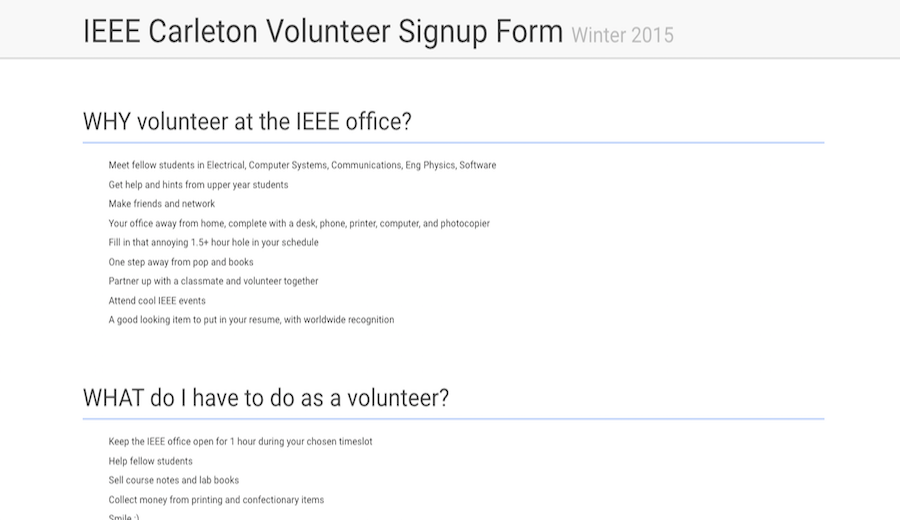 IEEE Carleton Volunteer Signup Form Winter 2015
WHY volunteer at the IEEE office?
Meet fellow students in Electrical, Computer Systems, Communications, Eng Physics, Software
Get help and hints from upper year students
Make friends and network
Your office away from home, complete with a desk, phone, printer, computer, and photocopier
Fill in that annoying 1.5+ hour hole in your schedule
One step away from pop and books
Partner up with a classmate and volunteer together
Attend cool IEEE events
A good looking item to put in your resume, with worldwide recognition
WHAT do I have to do as a volunteer?
Keep the IEEE office open for 1 hour during your chosen timeslot
Help fellow students
Sell course notes and lab books
Collect money from printing and confectionary items
Smile :)